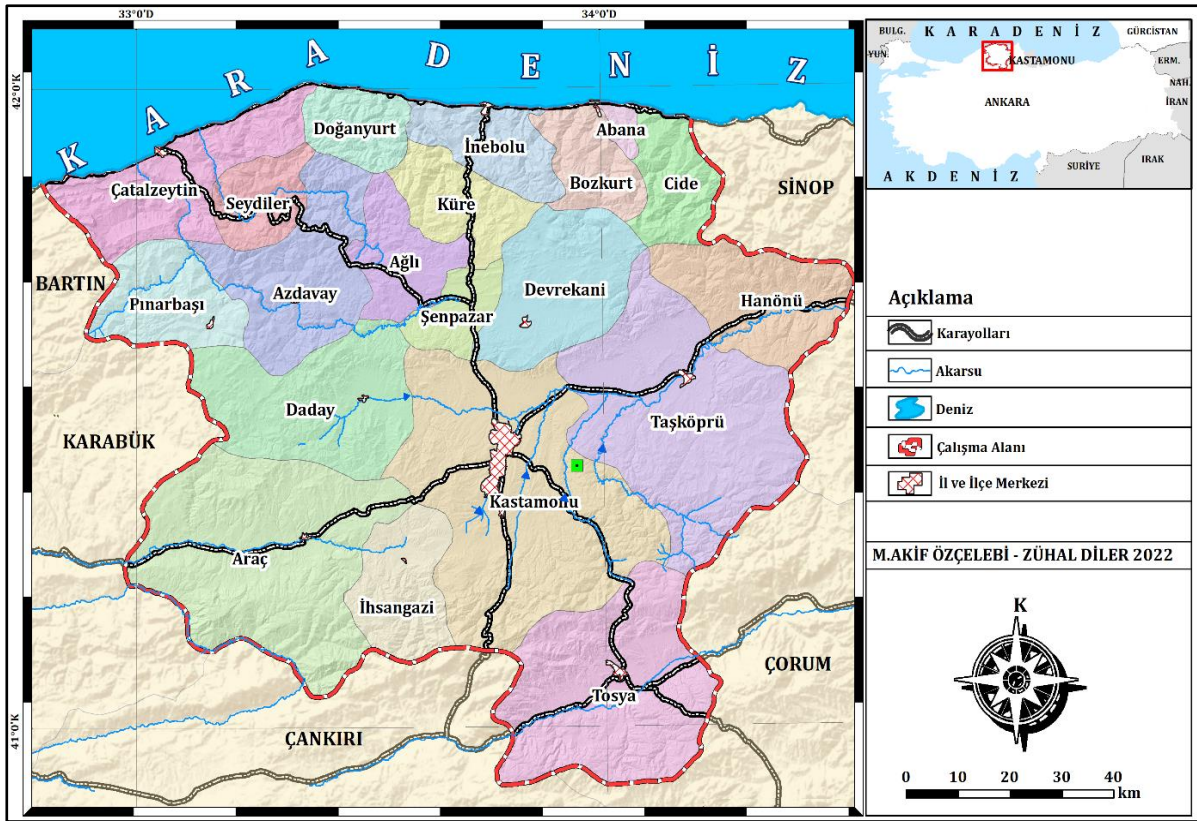 33°0'D
34°0'D
42°0'K
41°0'K
KARADENİZ
Doğanyurt
İnebolu
Abana
Çatalzeytin
Seydiler
Küre
Bozkurt
Cide
SİNOP
BARTIN
Ağlı
Pınarbaşı
Azdavay
Devrekani
Hanönü
Şenpazar
KARABÜK
Daday
Taşköprü
Kastamonu
Araç
İhsangazi
Tosya
ÇORUM
ÇANKIRI
BULG.
KARADENİZ
GÜRCİSTAN
YUN.
KASTAMONU
ERM.
NAH.
ANKARA
İRAN
SURİYE
IRAK
AKDENİZ
Açıklama
Karayolları
Akarsu
Deniz
Çalışma Alanı
İl ve İlçe Merkezi
M.AKİF ÖZÇELEBİ - ZÜHAL DİLER 2022
K
0 10 20 30 40
km